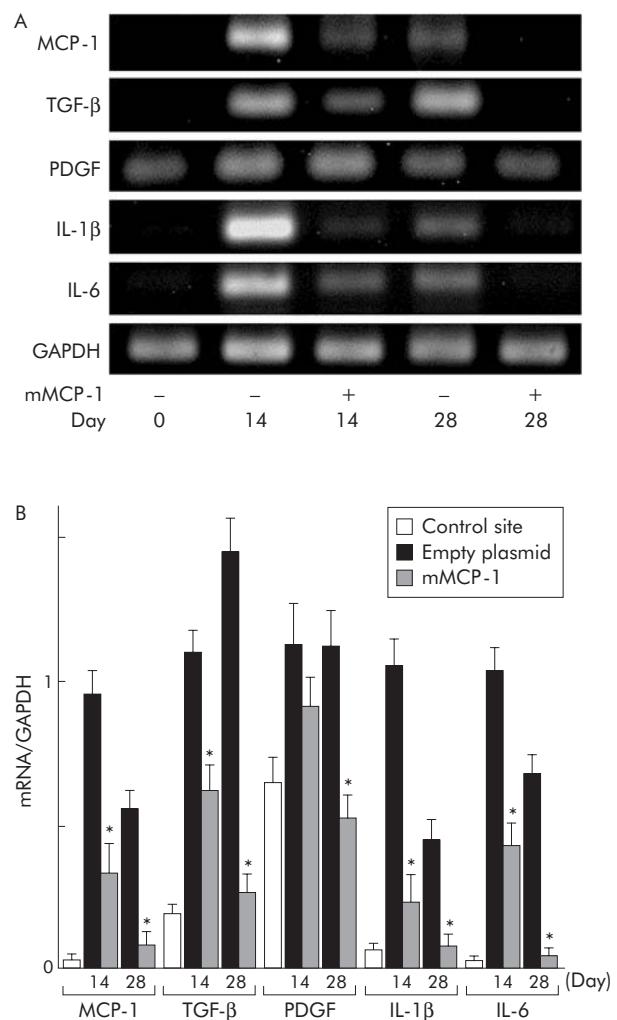 A
MCP-1
TGF-β
PDGF
IL-1β
IL-6
GAPDH
mMCP-1 – – + – +
Day 0 14 14 28 28
B
Control site
Empty plasmid
mMCP-1
mRNA/GAPDH
1
0
* * * * * * * * *
14 28 14 28 14 28 14 28 14 28 (Day)
MCP-1 TGF-β PDGF IL-1β IL-6